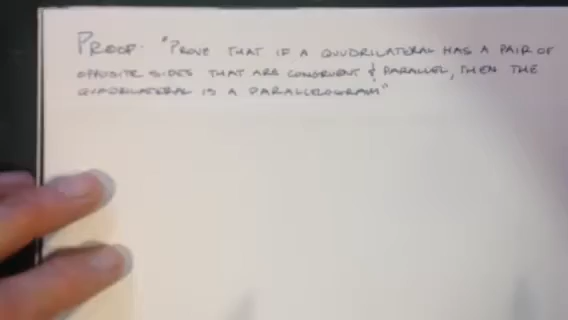 PROOF: "PROVE THAT IF A QUADRILATERAL HAS A PAIR OF
OPPOSITE SIDES THAT ARE CONGRUENT & PARALLEL, THEN THE
QUADRILATERAL IS A PARALLELOGRAM"